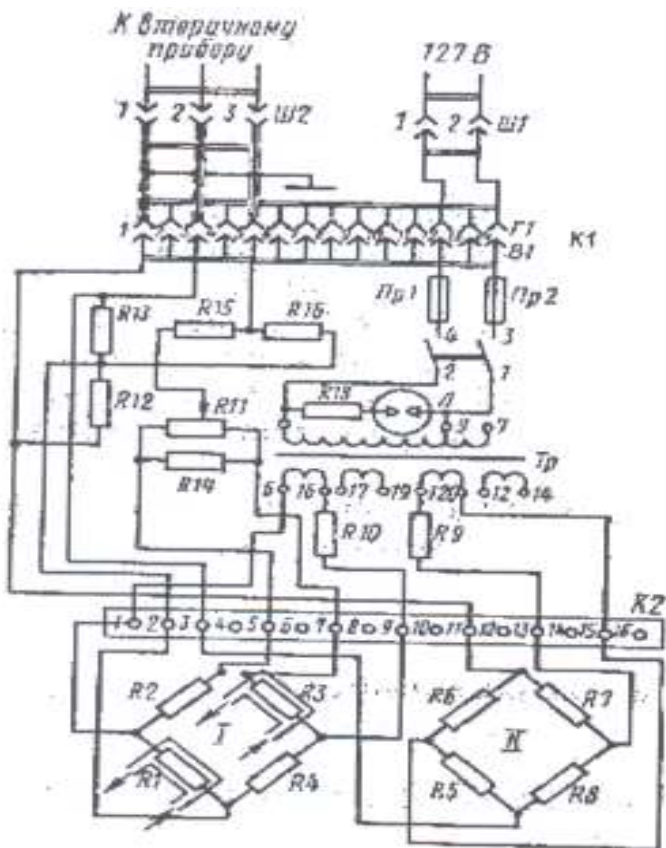 К вторичному
прибору
127 В
1 2 3 Ш2
1 2 Ш1
1
Г1
В1
К1
Пр1
Пр2
R13
R15
R16
4 3
2 1
R12
R11
R18
Л
9 7
R14
Тр
6 16 17 19 1 20 12 14
R10
R9
К2
1 2 3 4 5 6 7 8 9 10 11 12 13 14 15 16
R2
R3
R6
R7
I
II
R1
R4
R5
R8